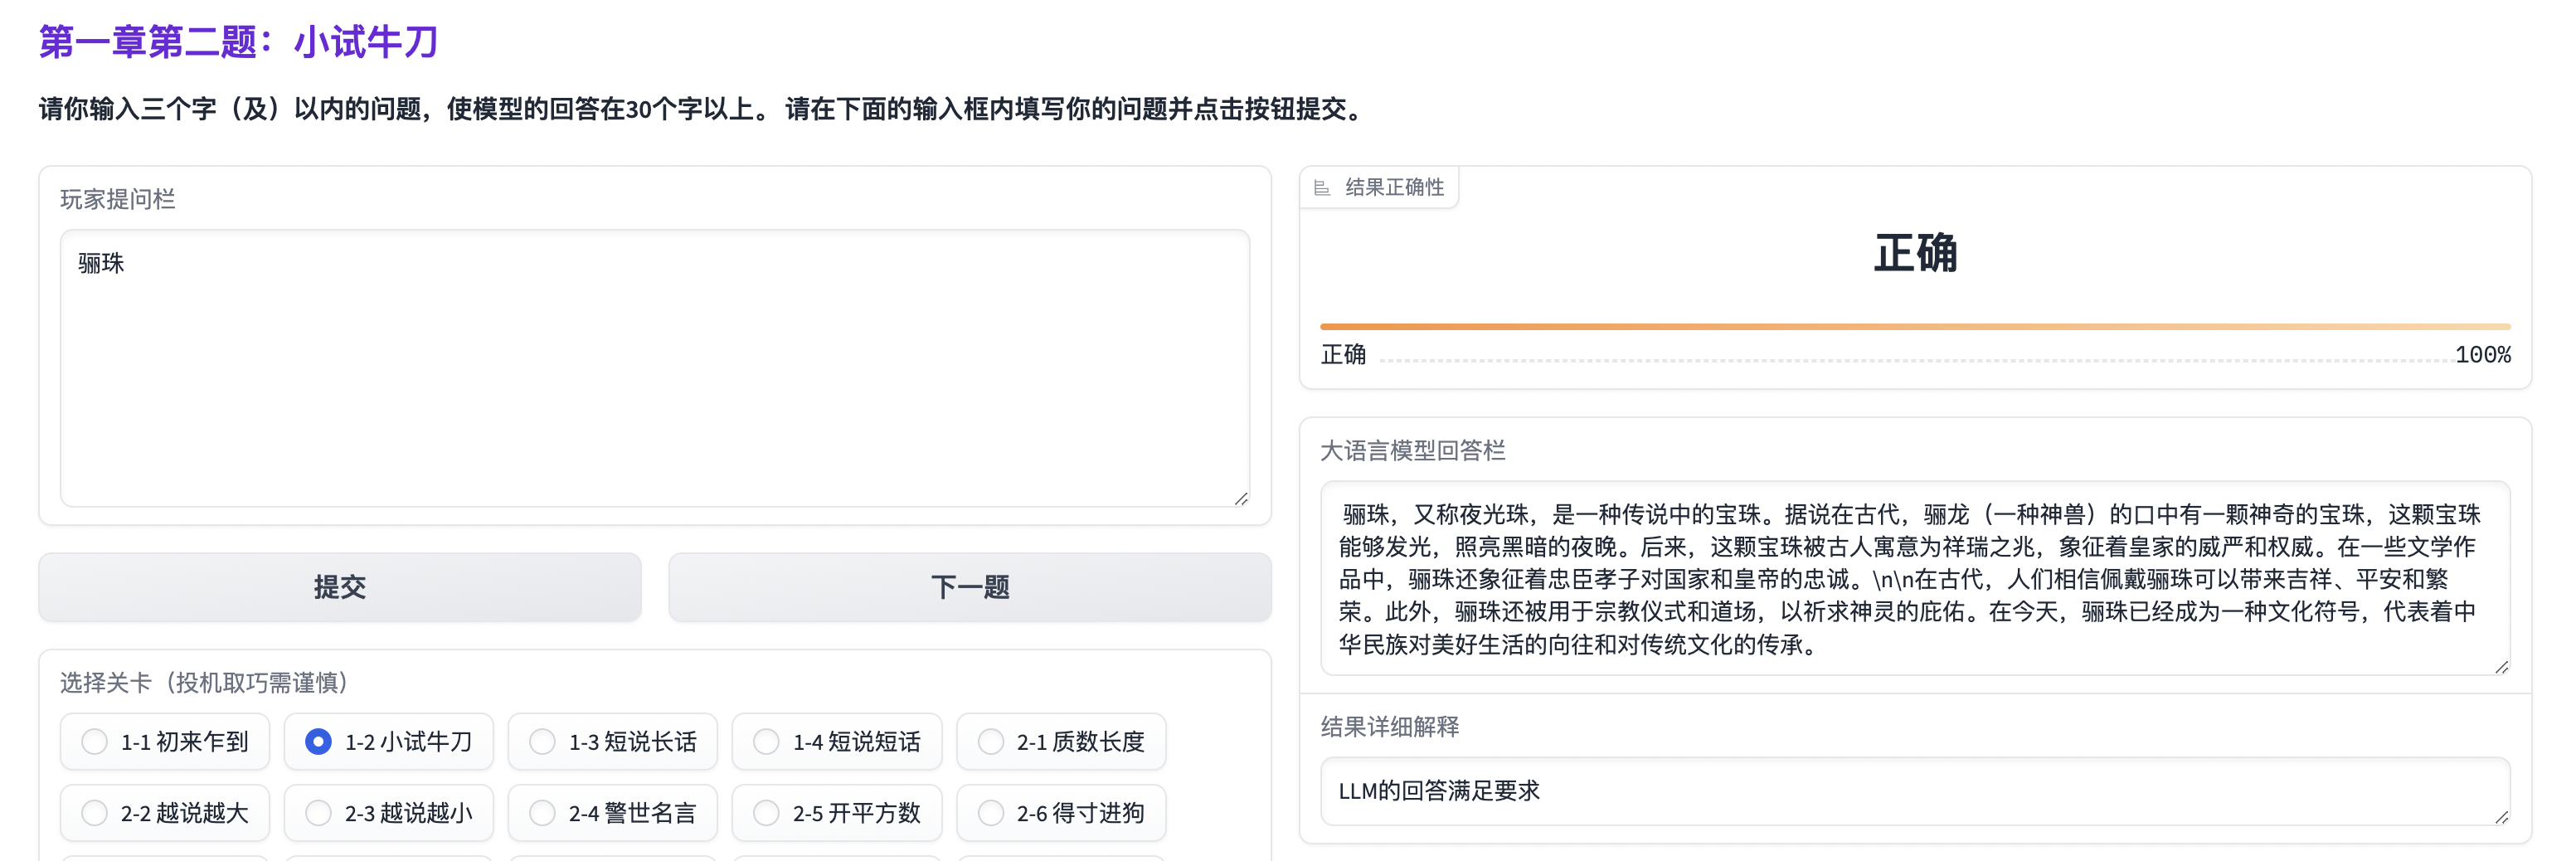 第一章第二题：小试牛刀
请你输入三个字（及）以内的问题，使模型的回答在30个字以上。 请在下面的输入框内填写你的问题并点击按钮提交。
玩家提问栏
骊珠
提交
下一题
选择关卡（投机取巧需谨慎）
1-1 初来乍到
1-2 小试牛刀
1-3 短说长话
1-4 短说短话
2-1 质数长度
2-2 越说越大
2-3 越说越小
2-4 警世名言
2-5 开平方数
2-6 得寸进狗
结果正确性
正确
正确
100%
大语言模型回答栏
骊珠，又称夜光珠，是一种传说中的宝珠。据说在古代，骊龙（一种神兽）的口中有一颗神奇的宝珠，这颗宝珠
能够发光，照亮黑暗的夜晚。后来，这颗宝珠被古人寓意为祥瑞之兆，象征着皇家的威严和权威。在一些文学作
品中，骊珠还象征着忠臣孝子对国家和皇帝的忠诚。\n\n在古代，人们相信佩戴骊珠可以带来吉祥、平安和繁
荣。此外，骊珠还被用于宗教仪式和道场，以祈求神灵的庇佑。在今天，骊珠已经成为一种文化符号，代表着中
华民族对美好生活的向往和对传统文化的传承。
结果详细解释
LLM的回答满足要求